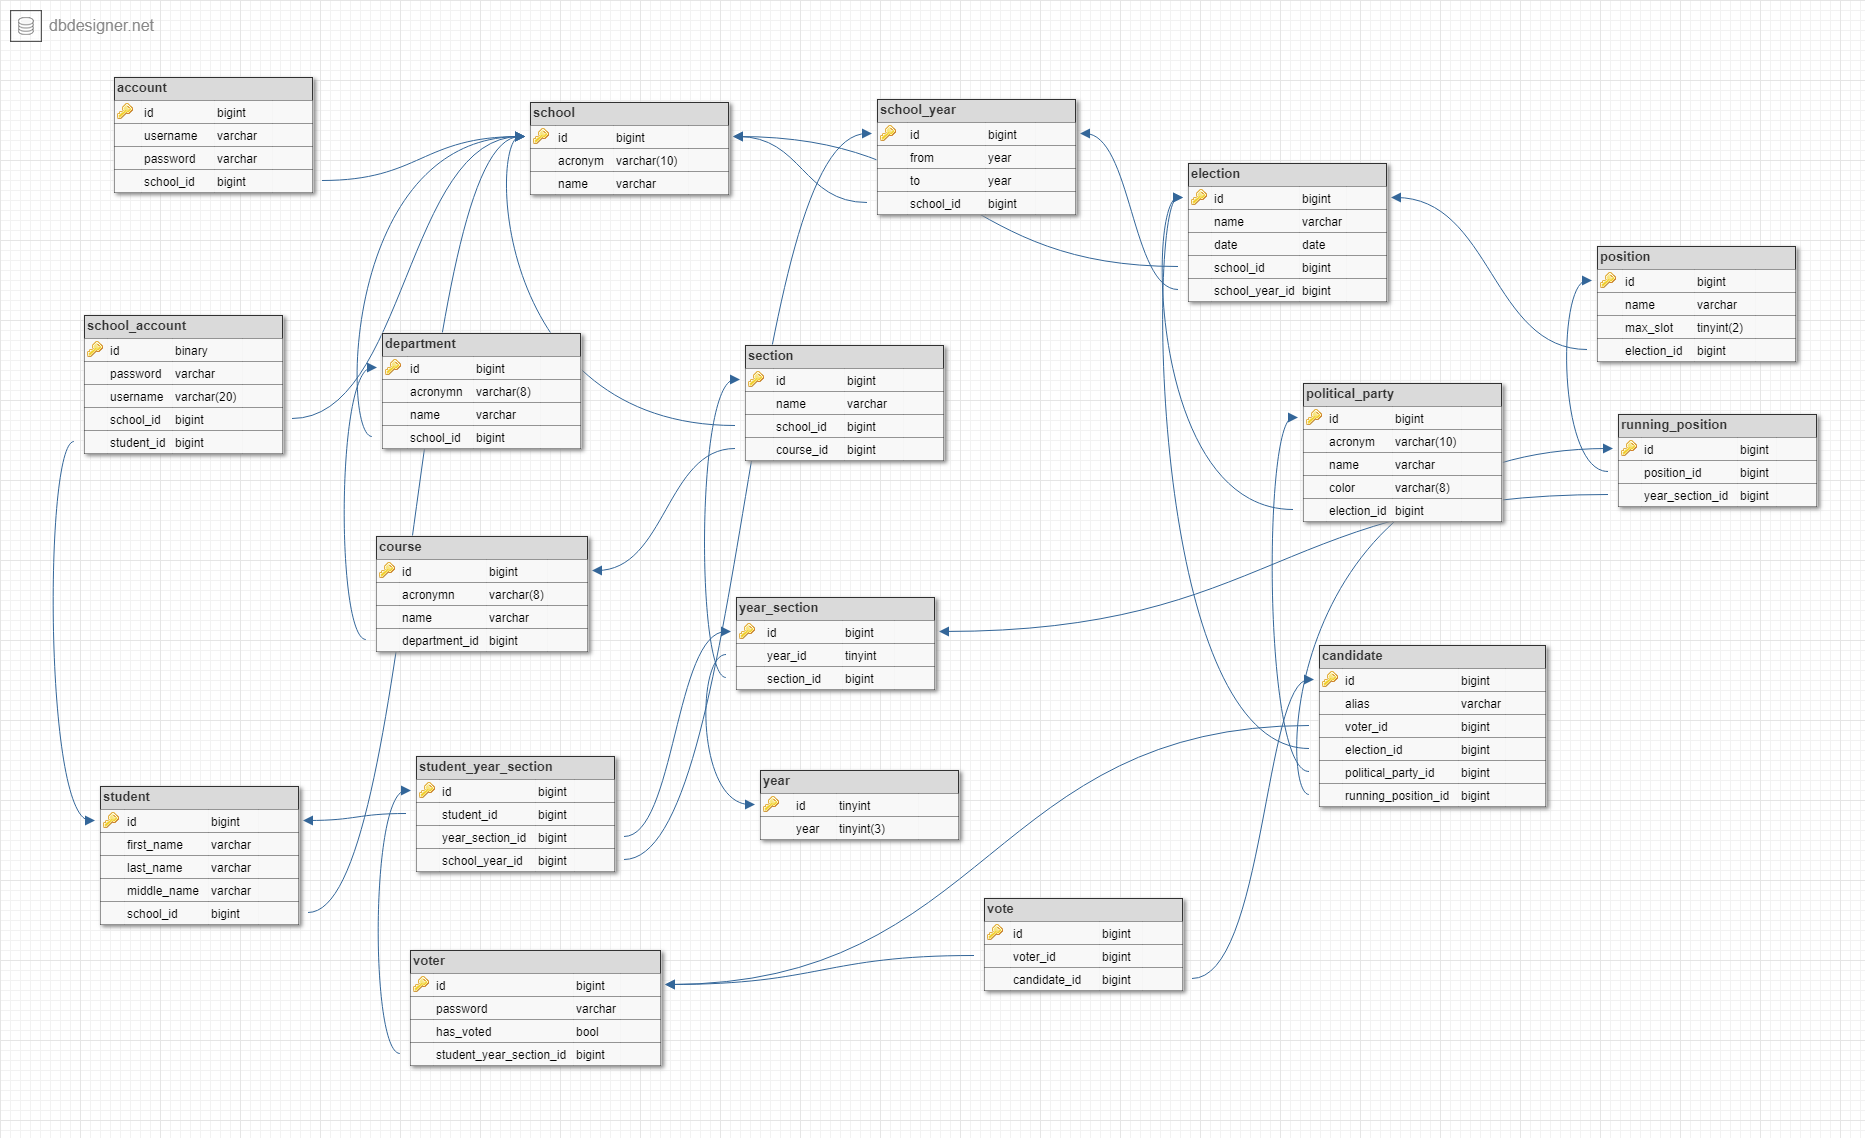 dbdesigner.net
account
id bigint
username varchar
password varchar
school_id bigint
school
id bigint
acronym varchar(10)
name varchar
school_year
id bigint
from year
to year
school_id bigint
election
id bigint
name varchar
date date
school_id bigint
school_year_id bigint
position
id bigint
name varchar
max_slot tinyint(2)
election_id bigint
school_account
id binary
password varchar
username varchar(20)
school_id bigint
student_id bigint
department
id bigint
acronymn varchar(8)
name varchar
school_id bigint
section
id bigint
name varchar
school_id bigint
course_id bigint
political_party
id bigint
acronym varchar(10)
name varchar
color varchar(8)
election_id bigint
running_position
id bigint
position_id bigint
year_section_id bigint
course
id bigint
acronymn varchar(8)
name varchar
department_id bigint
year_section
id bigint
year_id tinyint
section_id bigint
candidate
id bigint
alias varchar
voter_id bigint
election_id bigint
political_party_id bigint
running_position_id bigint
student
id bigint
first_name varchar
last_name varchar
middle_name varchar
school_id bigint
student_year_section
id bigint
student_id bigint
year_section_id bigint
school_year_id bigint
year
id tinyint
year tinyint(3)
vote
id bigint
voter_id bigint
candidate_id bigint
voter
id bigint
password varchar
has_voted bool
student_year_section_id bigint